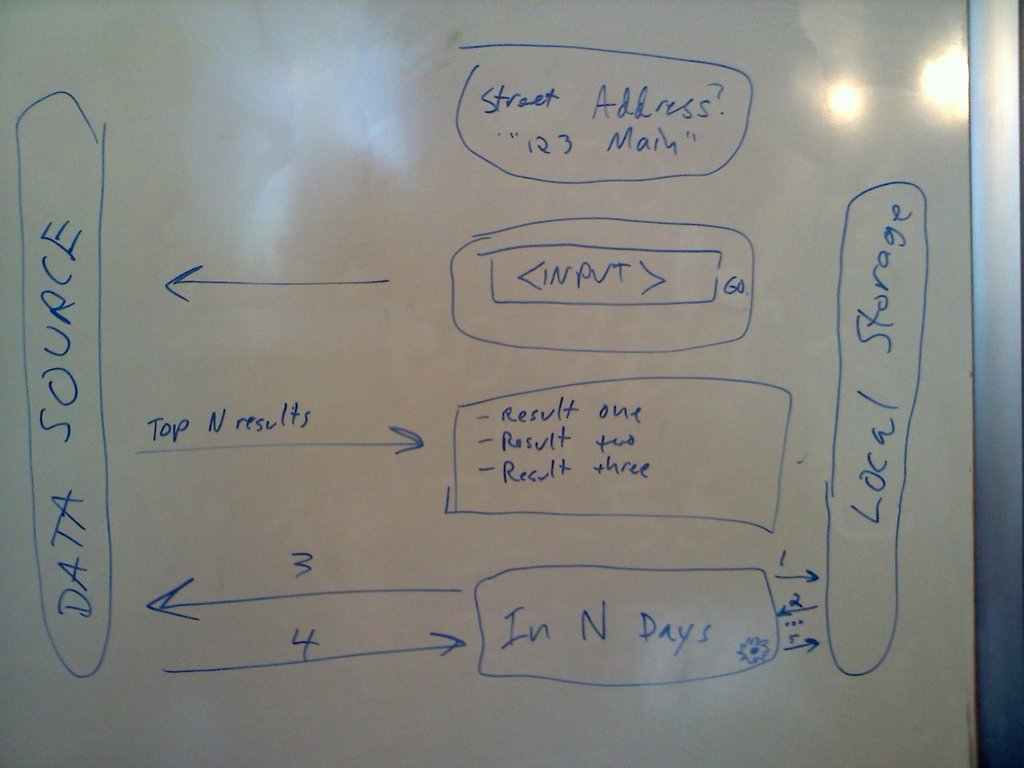 Street Address?
"123 Main"
DATA SOURCE
<INPUT>
GO
Local Storage
Top N results
- Result one
- Result two
- Result three
3
4
In N Days
1
2